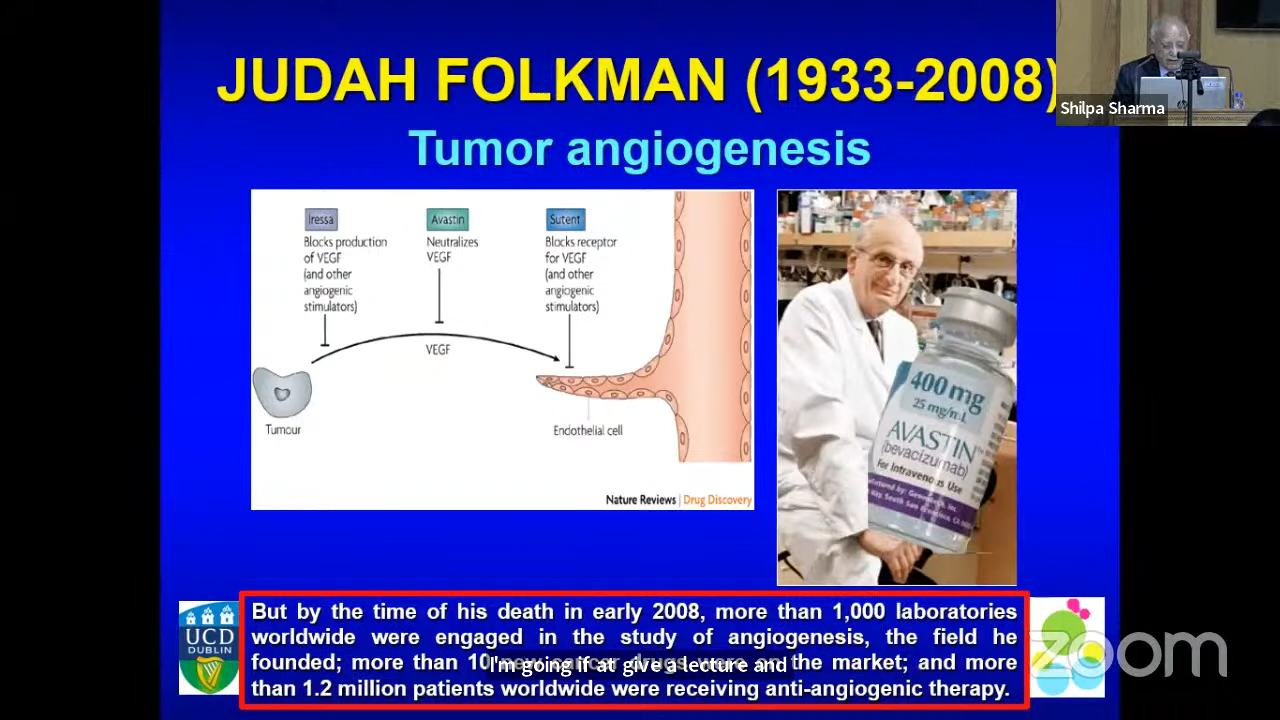 JUDAH FOLKMAN (1933-2008)
Shilpa Sharma
Tumor angiogenesis
Iressa
Blocks production
of VEGF
(and other
angiogenic
stimulators)
Avastin
Neutralizes
VEGF
Sutent
Blocks receptor
for VEGF
(and other
angiogenic
stimulators)
VEGF
Tumour
Endothelial cell
Nature Reviews | Drug Discovery
400 mg
25 mg/mL
AVASTIN
(bevacizumab)
For Intravenous Use
UCD
DUBLIN
But by the time of his death in early 2008, more than 1,000 laboratories
worldwide were engaged in the study of angiogenesis, the field he
founded; more than 10 new cancer drugs were on the market; and more
than 1.2 million patients worldwide were receiving anti-angiogenic therapy.
I'm going if at give a lecture and
zoom